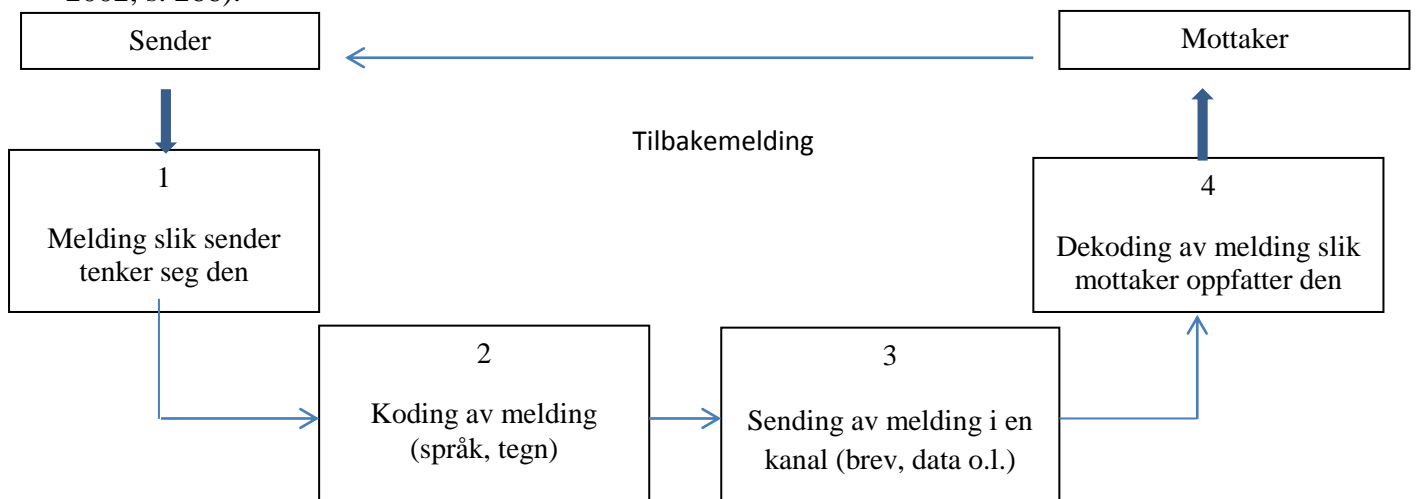 Sender
Mottaker
Tilbakemelding
1
Melding slik sender
tenker seg den
2
Koding av melding
(språk, tegn)
3
Sending av melding i en
kanal (brev, data o.l.)
4
Dekoding av melding slik
mottaker oppfatter den